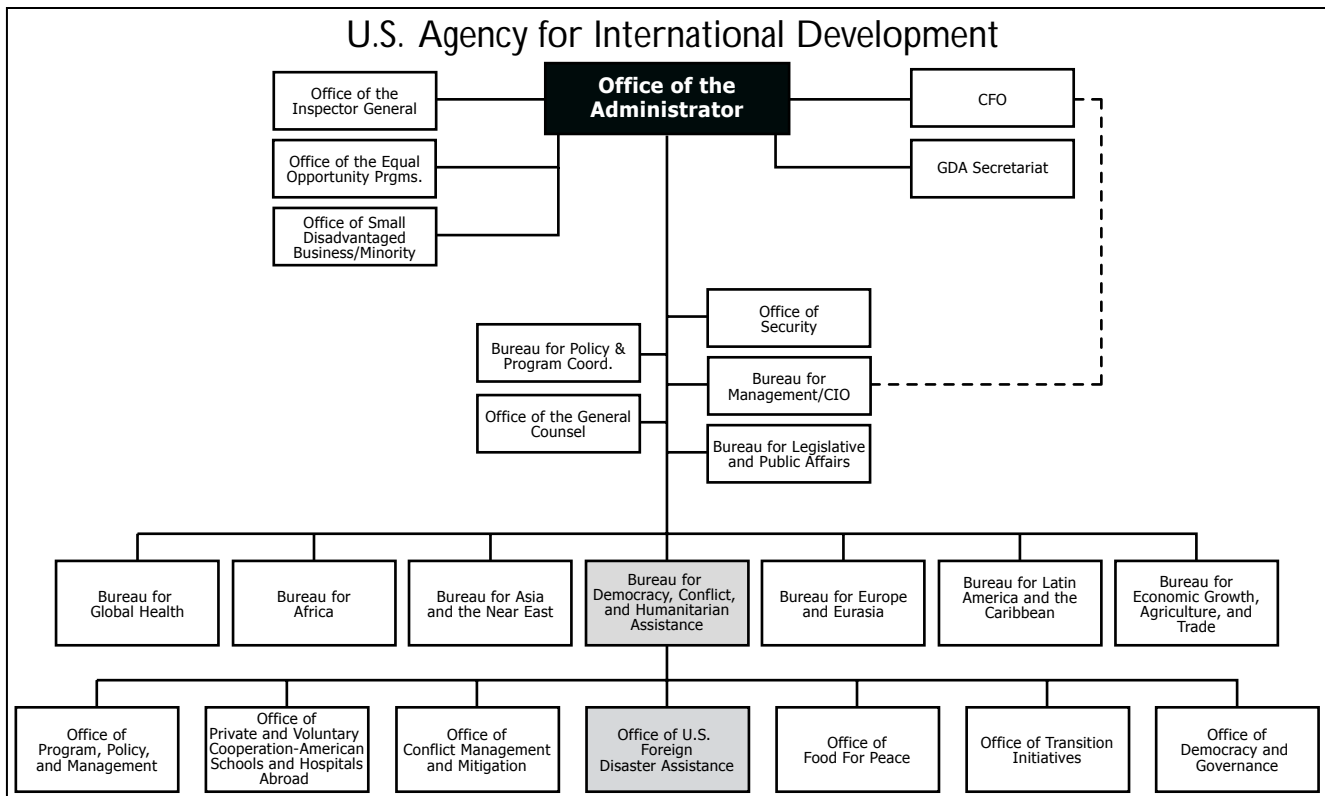 U.S. Agency for International Development
Office of the
Administrator
Office of the
Inspector General
CFO
Office of the Equal
Opportunity Prgms.
GDA Secretariat
Office of Small
Disadvantaged
Business/Minority
Office of
Security
Bureau for Policy &
Program Coord.
Bureau for
Management/CIO
Office of the General
Counsel
Bureau for Legislative
and Public Affairs
Bureau for
Global Health
Bureau for
Africa
Bureau for Asia
and the Near East
Bureau for
Democracy, Conflict,
and Humanitarian
Assistance
Bureau for Europe
and Eurasia
Bureau for Latin
America and the
Caribbean
Bureau for
Economic Growth,
Agriculture, and
Trade
Office of
Program, Policy,
and Management
Office of
Private and Voluntary
Cooperation-American
Schools and Hospitals
Abroad
Office of
Conflict Management
and Mitigation
Office of U.S.
Foreign
Disaster Assistance
Office of
Food For Peace
Office of Transition
Initiatives
Office of
Democracy and
Governance